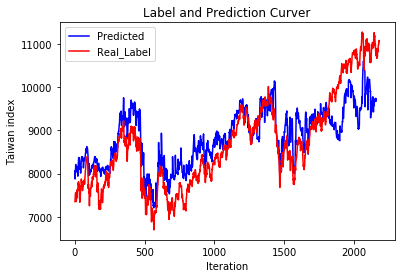 Label and Prediction Curver
Predicted
Real_Label
Taiwan Index
11000
10000
9000
8000
7000
0
500
1000
1500
2000
Iteration